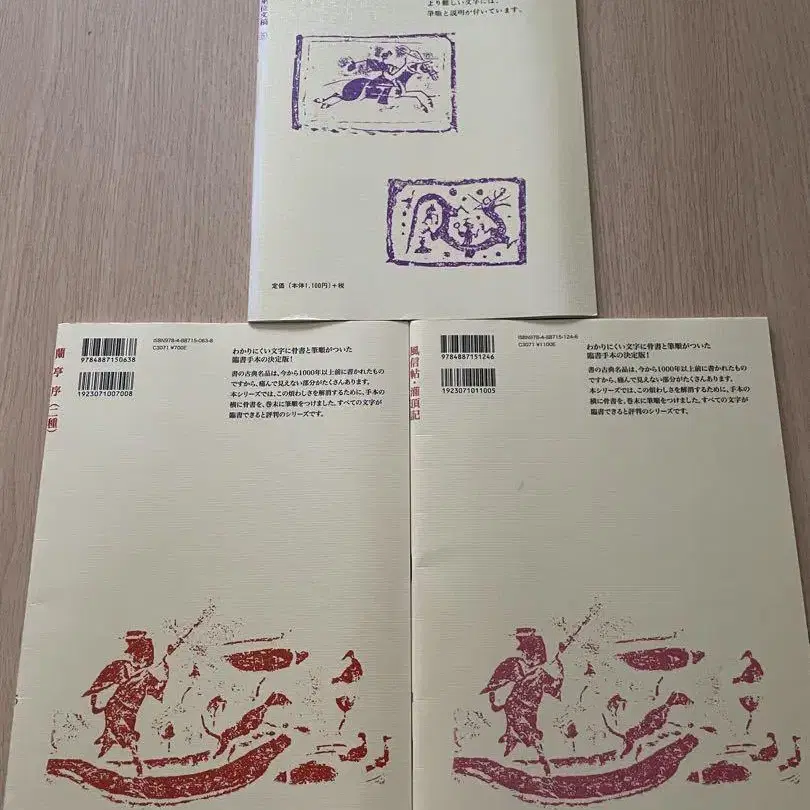 より難しい文字には、
筆順と説明が付いています。
定価（本体1,100円）+税
蘭亭序（二種）
9784887150638
1923071007008
ISBN978-4-88715-063-8
C3071 ¥700E
わかりにくい文字に骨書と筆順がついた
臨書手本の決定版！
書の古典名品は、今から1000年以上前に書かれたもの
ですから、痛んで見えない部分がたくさんあります。
本シリーズでは、この煩わしさを解消するために、手本の
横に骨書を、巻末に筆順をつけました。すべての文字が
臨書できると評判のシリーズです。
風信帖・灌頂記
9784887151246
1923071011005
ISBN978-4-88715-124-6
C3071 ¥1100E
わかりにくい文字に骨書と筆順がついた
臨書手本の決定版！
書の古典名品は、今から1000年以上前に書かれたもの
ですから、痛んで見えない部分がたくさんあります。
本シリーズでは、この煩わしさを解消するために、手本の
横に骨書を、巻末に筆順をつけました。すべての文字が
臨書できると評判のシリーズです。